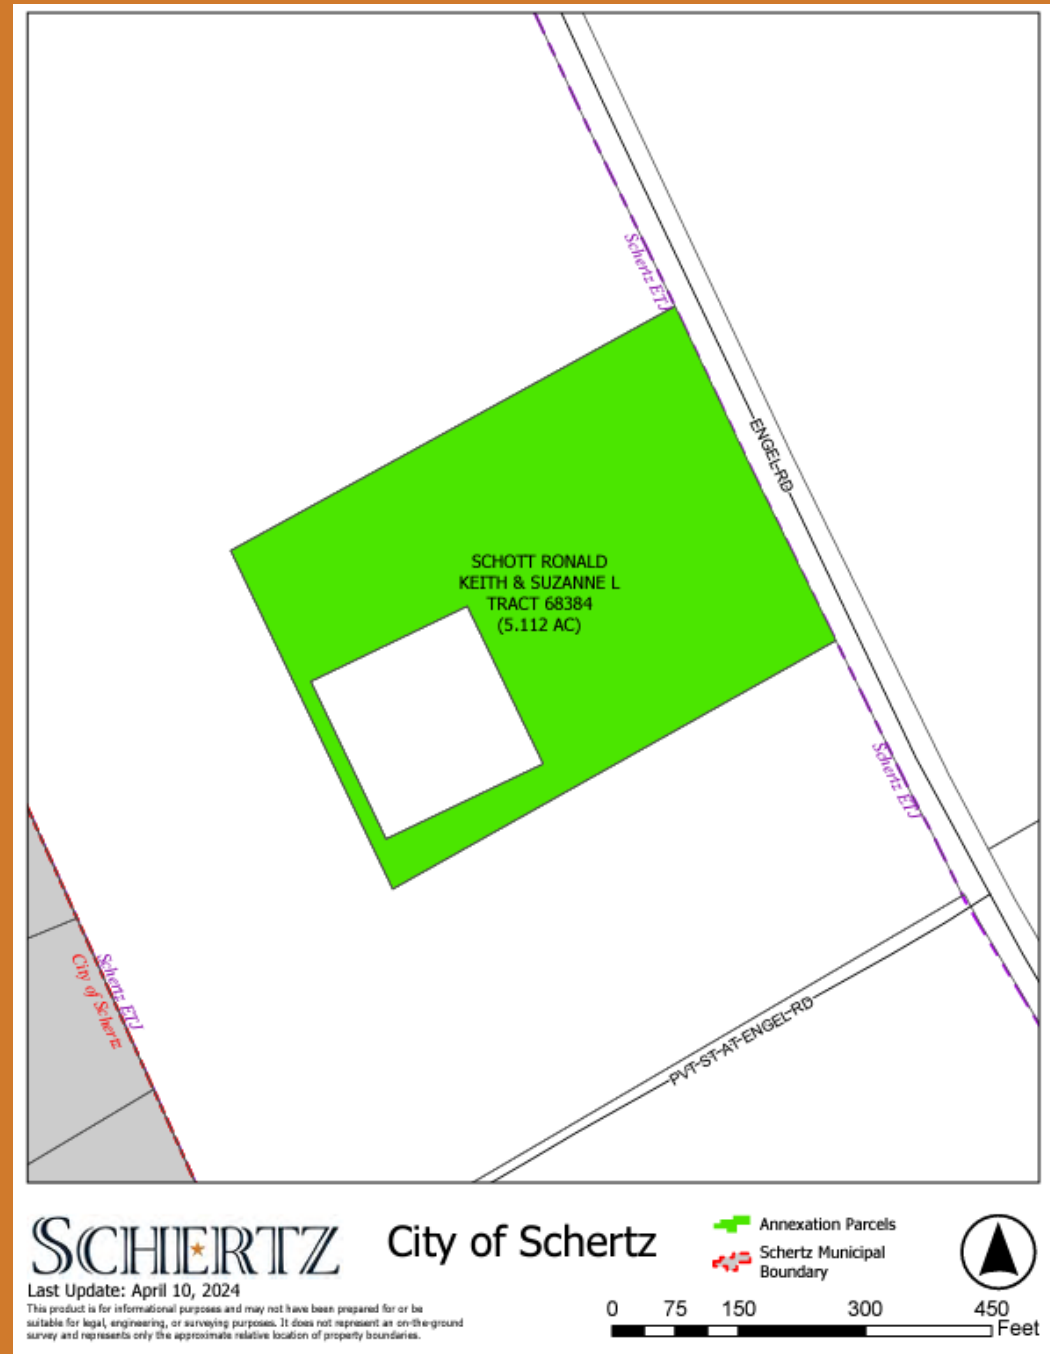 Schertz ETJ
ENGEL RD
SCHOTT RONALD
KEITH & SUZANNE L
TRACT 68384
(5.112 AC)
Schertz ETJ
Schertz ETJ
City of Schertz
PVT-ST-AT-ENGEL-RD
SCHERTZ
City of Schertz
Annexation Parcels
Schertz Municipal
Boundary
Last Update: April 10, 2024
This product is for informational purposes and may not have been prepared for or be
suitable for legal, engineering, or surveying purposes. It does not represent an on-the-ground
survey and represents only the approximate relative location of property boundaries.
0 75 150 300 450
Feet